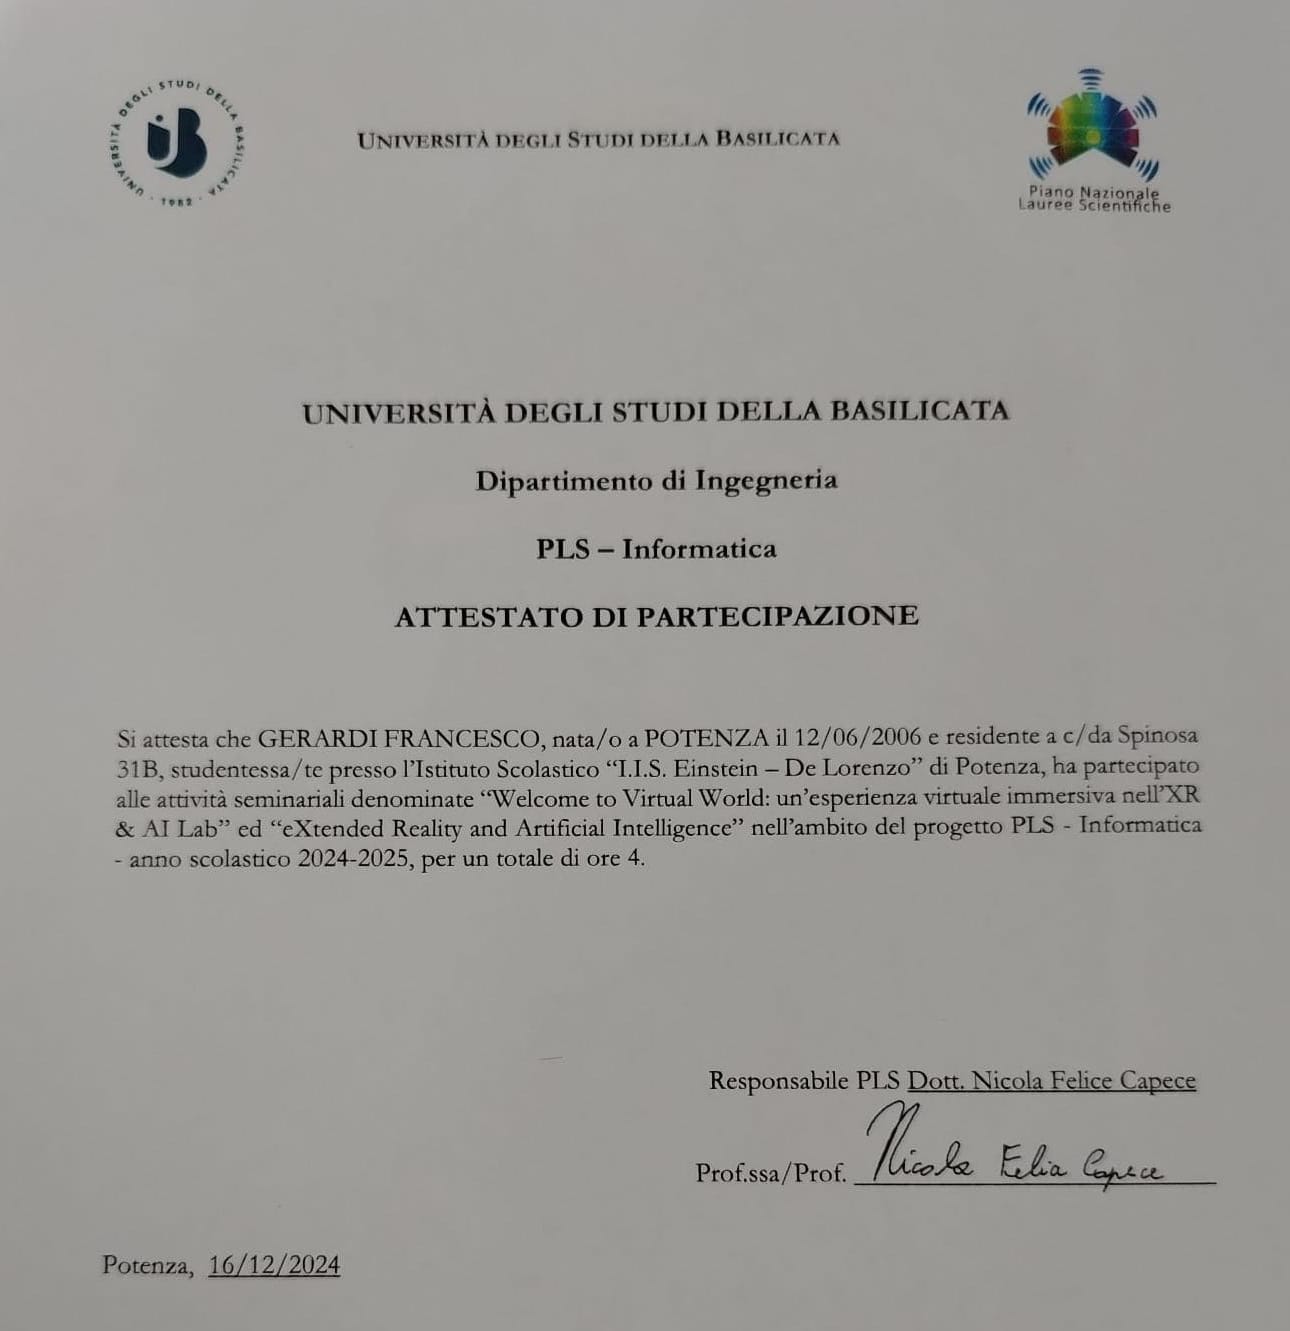 UNIVERSITÀ DEGLI STUDI DELLA BASILICATA · 1982 ·
UNIVERSITÀ DEGLI STUDI DELLA BASILICATA
Piano Nazionale
Lauree Scientifiche
UNIVERSITÀ DEGLI STUDI DELLA BASILICATA
Dipartimento di Ingegneria
PLS – Informatica
ATTESTATO DI PARTECIPAZIONE
Si attesta che GERARDI FRANCESCO, nata/o a POTENZA il 12/06/2006 e residente a c/da Spinosa
31B, studentessa/te presso l'Istituto Scolastico “I.I.S. Einstein – De Lorenzo” di Potenza, ha partecipato
alle attività seminariali denominate “Welcome to Virtual World: un'esperienza virtuale immersiva nell'XR
& AI Lab” ed “eXtended Reality and Artificial Intelligence” nell'ambito del progetto PLS - Informatica
- anno scolastico 2024-2025, per un totale di ore 4.
Responsabile PLS Dott. Nicola Felice Capece
Prof.ssa/Prof. Nicola Felice Capece
Potenza, 16/12/2024